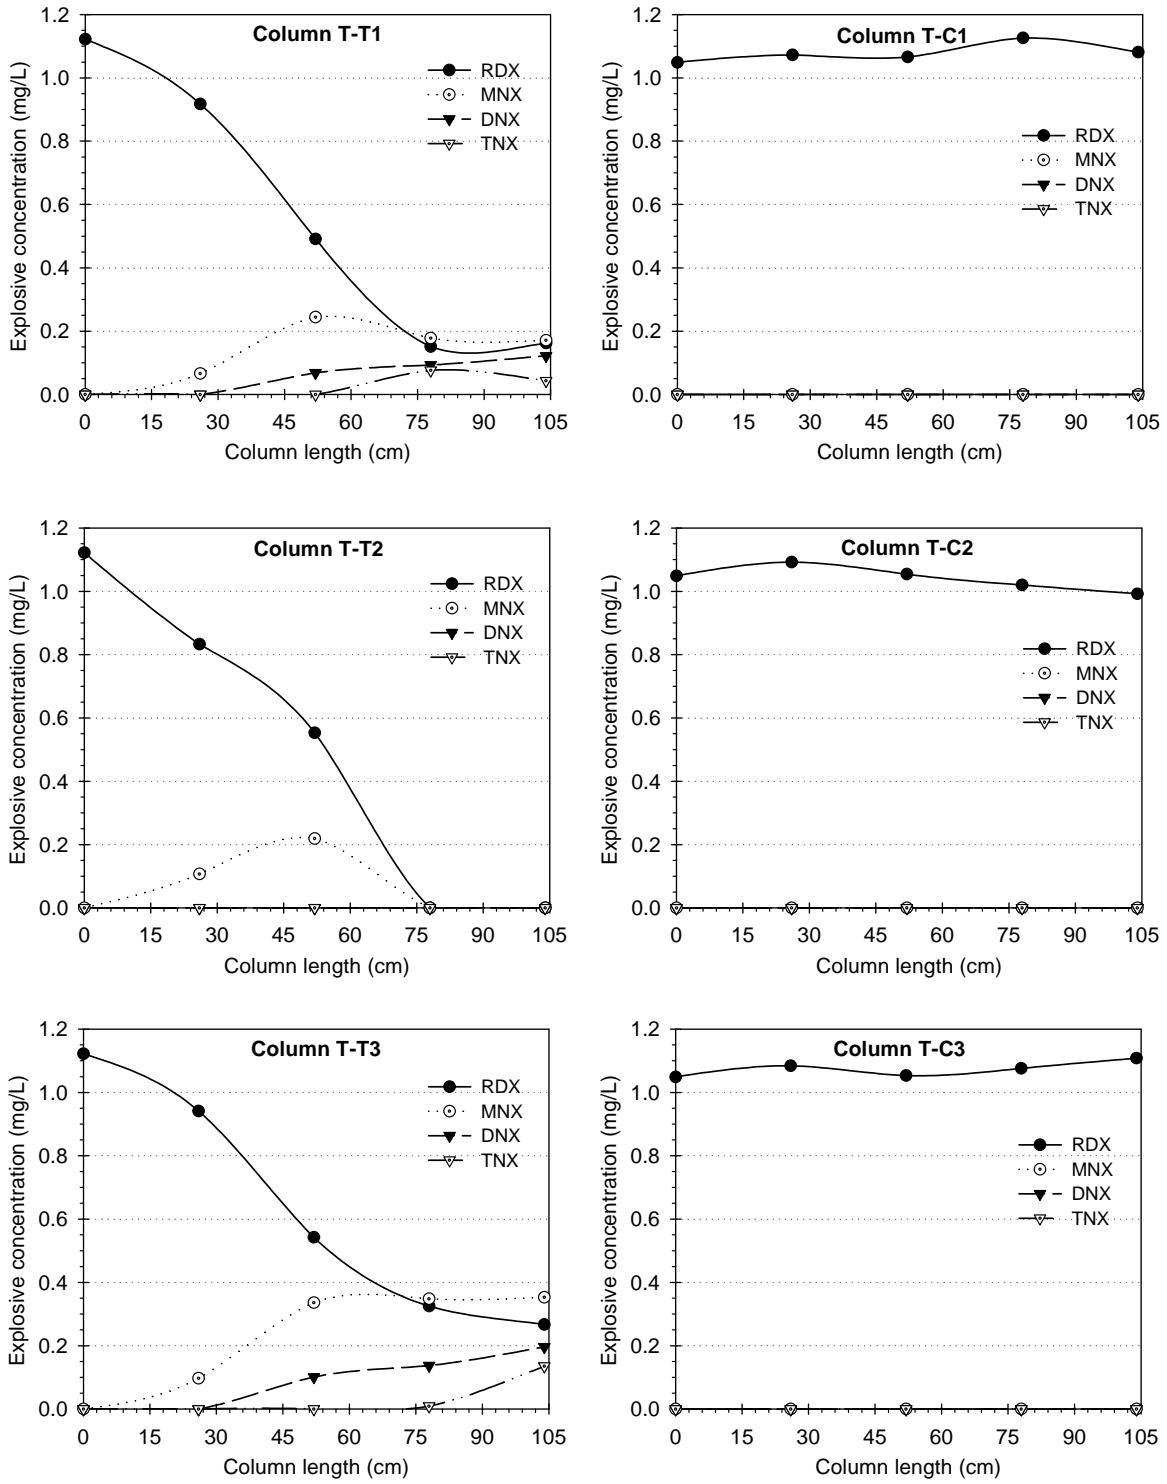 Column T-T1
Explosive concentration (mg/L)
1.2
1.0
0.8
0.6
0.4
0.2
0.0
RDX
MNX
DNX
TNX
0 15 30 45 60 75 90 105
Column length (cm)
Column T-C1
Explosive concentration (mg/L)
1.2
1.0
0.8
0.6
0.4
0.2
0.0
RDX
MNX
DNX
TNX
0 15 30 45 60 75 90 105
Column length (cm)
Column T-T2
Explosive concentration (mg/L)
1.2
1.0
0.8
0.6
0.4
0.2
0.0
RDX
MNX
DNX
TNX
0 15 30 45 60 75 90 105
Column length (cm)
Column T-C2
Explosive concentration (mg/L)
1.2
1.0
0.8
0.6
0.4
0.2
0.0
RDX
MNX
DNX
TNX
0 15 30 45 60 75 90 105
Column length (cm)
Column T-T3
Explosive concentration (mg/L)
1.2
1.0
0.8
0.6
0.4
0.2
0.0
RDX
MNX
DNX
TNX
0 15 30 45 60 75 90 105
Column length (cm)
Column T-C3
Explosive concentration (mg/L)
1.2
1.0
0.8
0.6
0.4
0.2
0.0
RDX
MNX
DNX
TNX
0 15 30 45 60 75 90 105
Column length (cm)